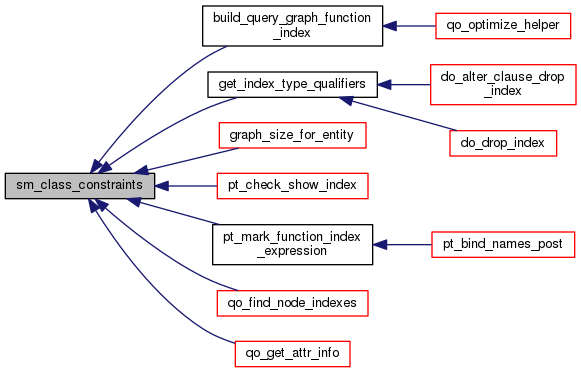 build_query_graph_function
_index
qo_optimize_helper
get_index_type_qualifiers
do_alter_clause_drop
_index
graph_size_for_entity
do_drop_index
sm_class_constraints
pt_check_show_index
pt_mark_function_index
_expression
pt_bind_names_post
qo_find_node_indexes
qo_get_attr_info